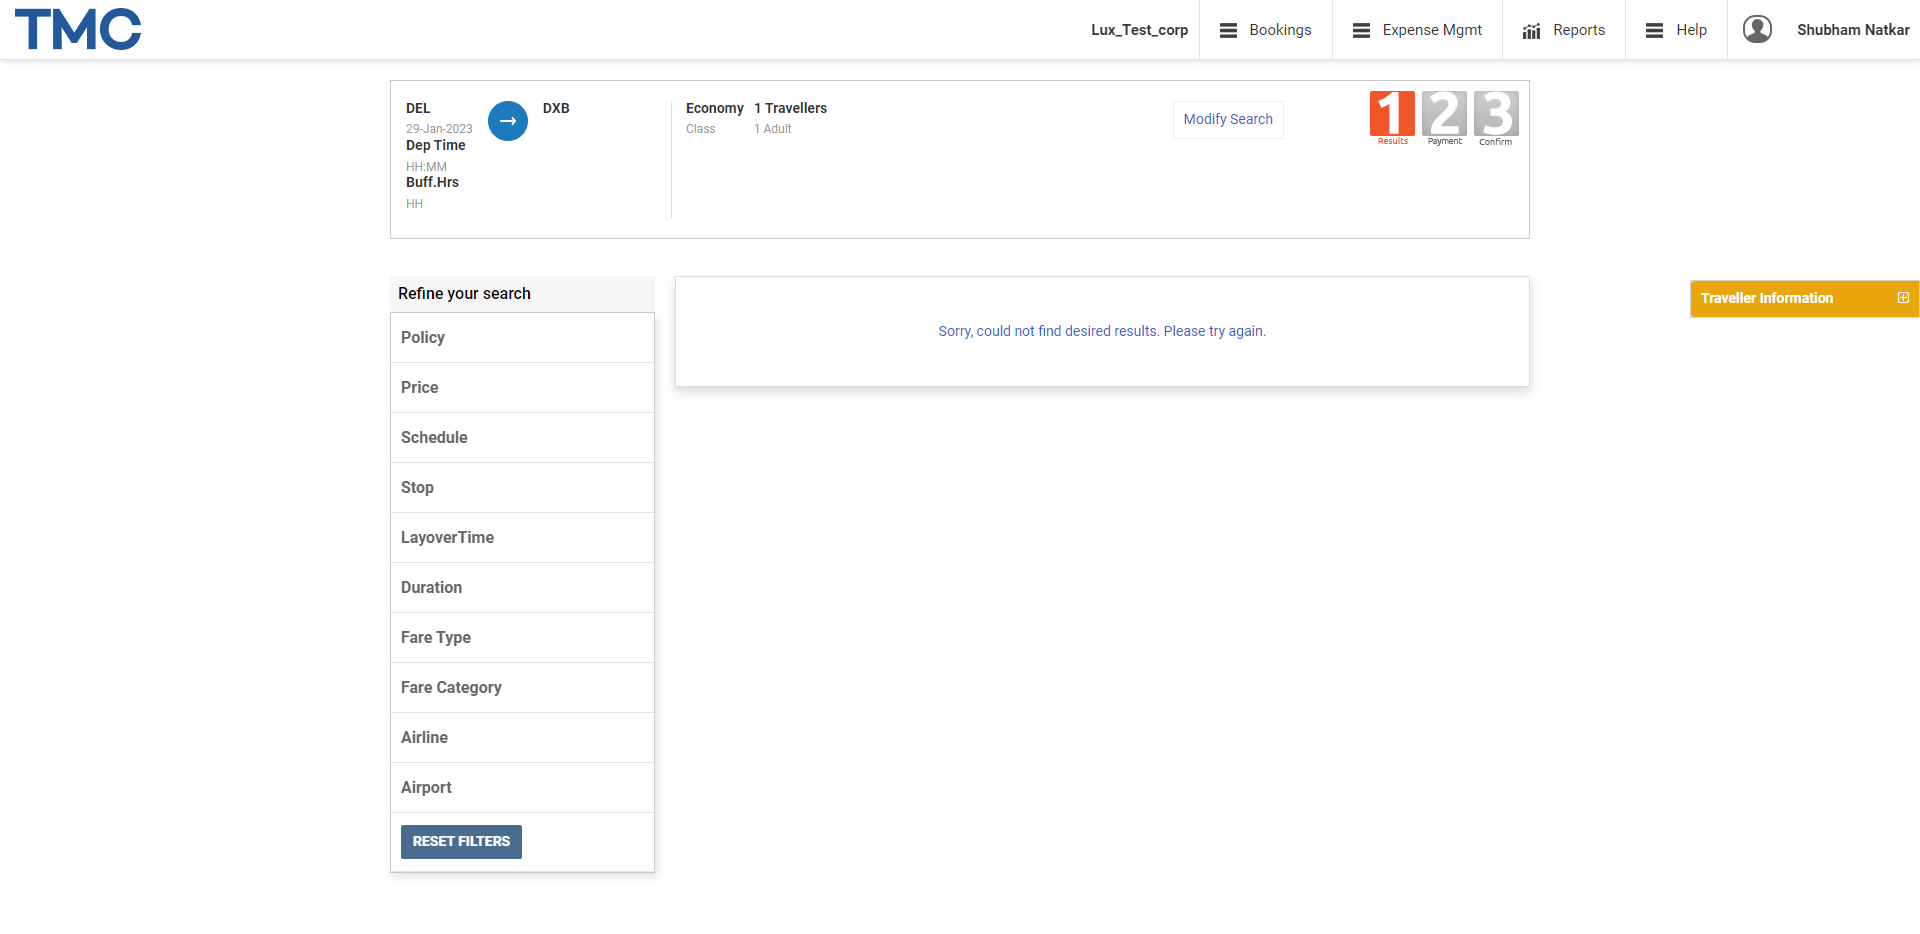 TMC
Lux_Test_corp
Bookings
Expense Mgmt
Reports
Help
Shubham Natkar
DEL
29-Jan-2023
Dep Time
HH:MM
Buff.Hrs
HH
DXB
Economy
Class
1 Travellers
1 Adult
Modify Search
1
Results
2
Payment
3
Confirm
Refine your search
Policy
Price
Schedule
Stop
LayoverTime
Duration
Fare Type
Fare Category
Airline
Airport
RESET FILTERS
Sorry, could not find desired results. Please try again.
Traveller Information